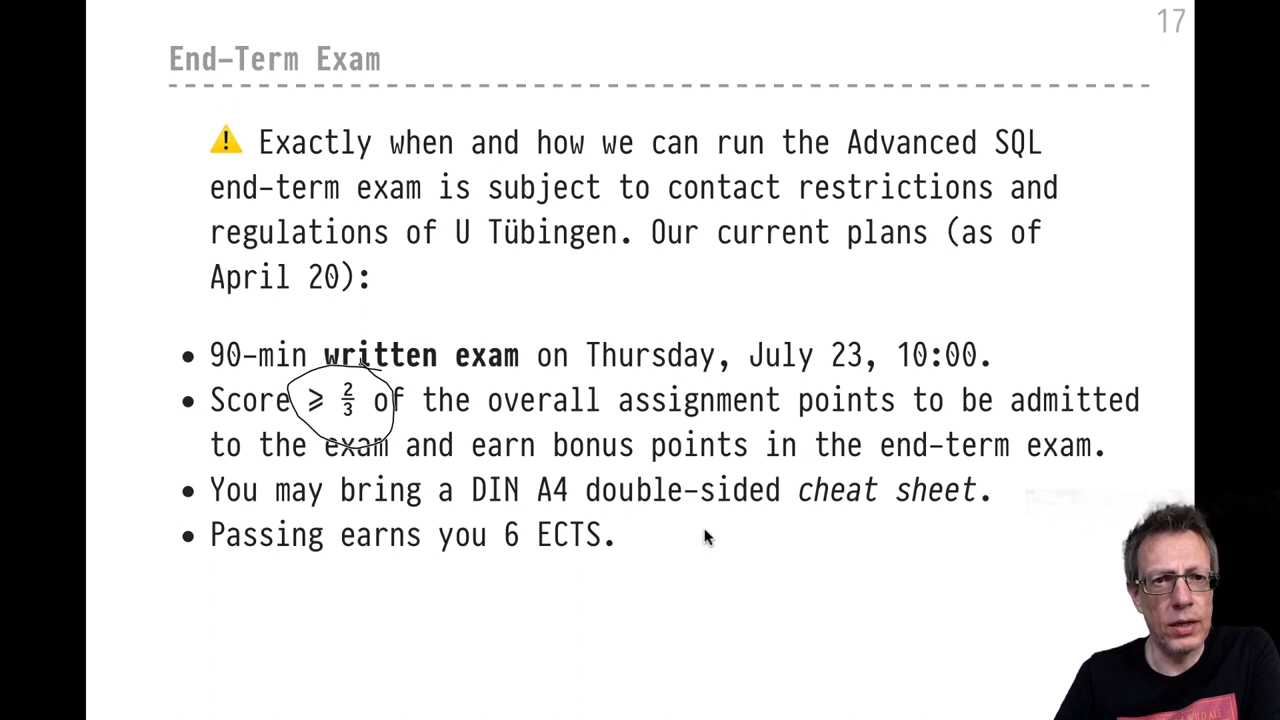 17
End-Term Exam
⚠ Exactly when and how we can run the Advanced SQL
end-term exam is subject to contact restrictions and
regulations of U Tübingen. Our current plans (as of
April 20):
• 90-min written exam on Thursday, July 23, 10:00.
• Score ⩾ ⅔ of the overall assignment points to be admitted
to the exam and earn bonus points in the end-term exam.
• You may bring a DIN A4 double-sided cheat sheet.
• Passing earns you 6 ECTS.